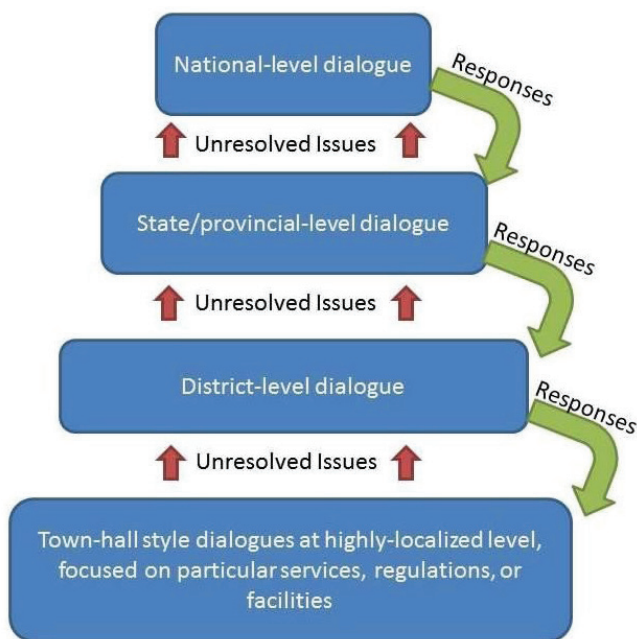 National-level dialogue
Responses
Unresolved Issues
State/provincial-level dialogue
Responses
Unresolved Issues
District-level dialogue
Responses
Unresolved Issues
Town-hall style dialogues at highly-localized level,
focused on particular services, regulations, or
facilities